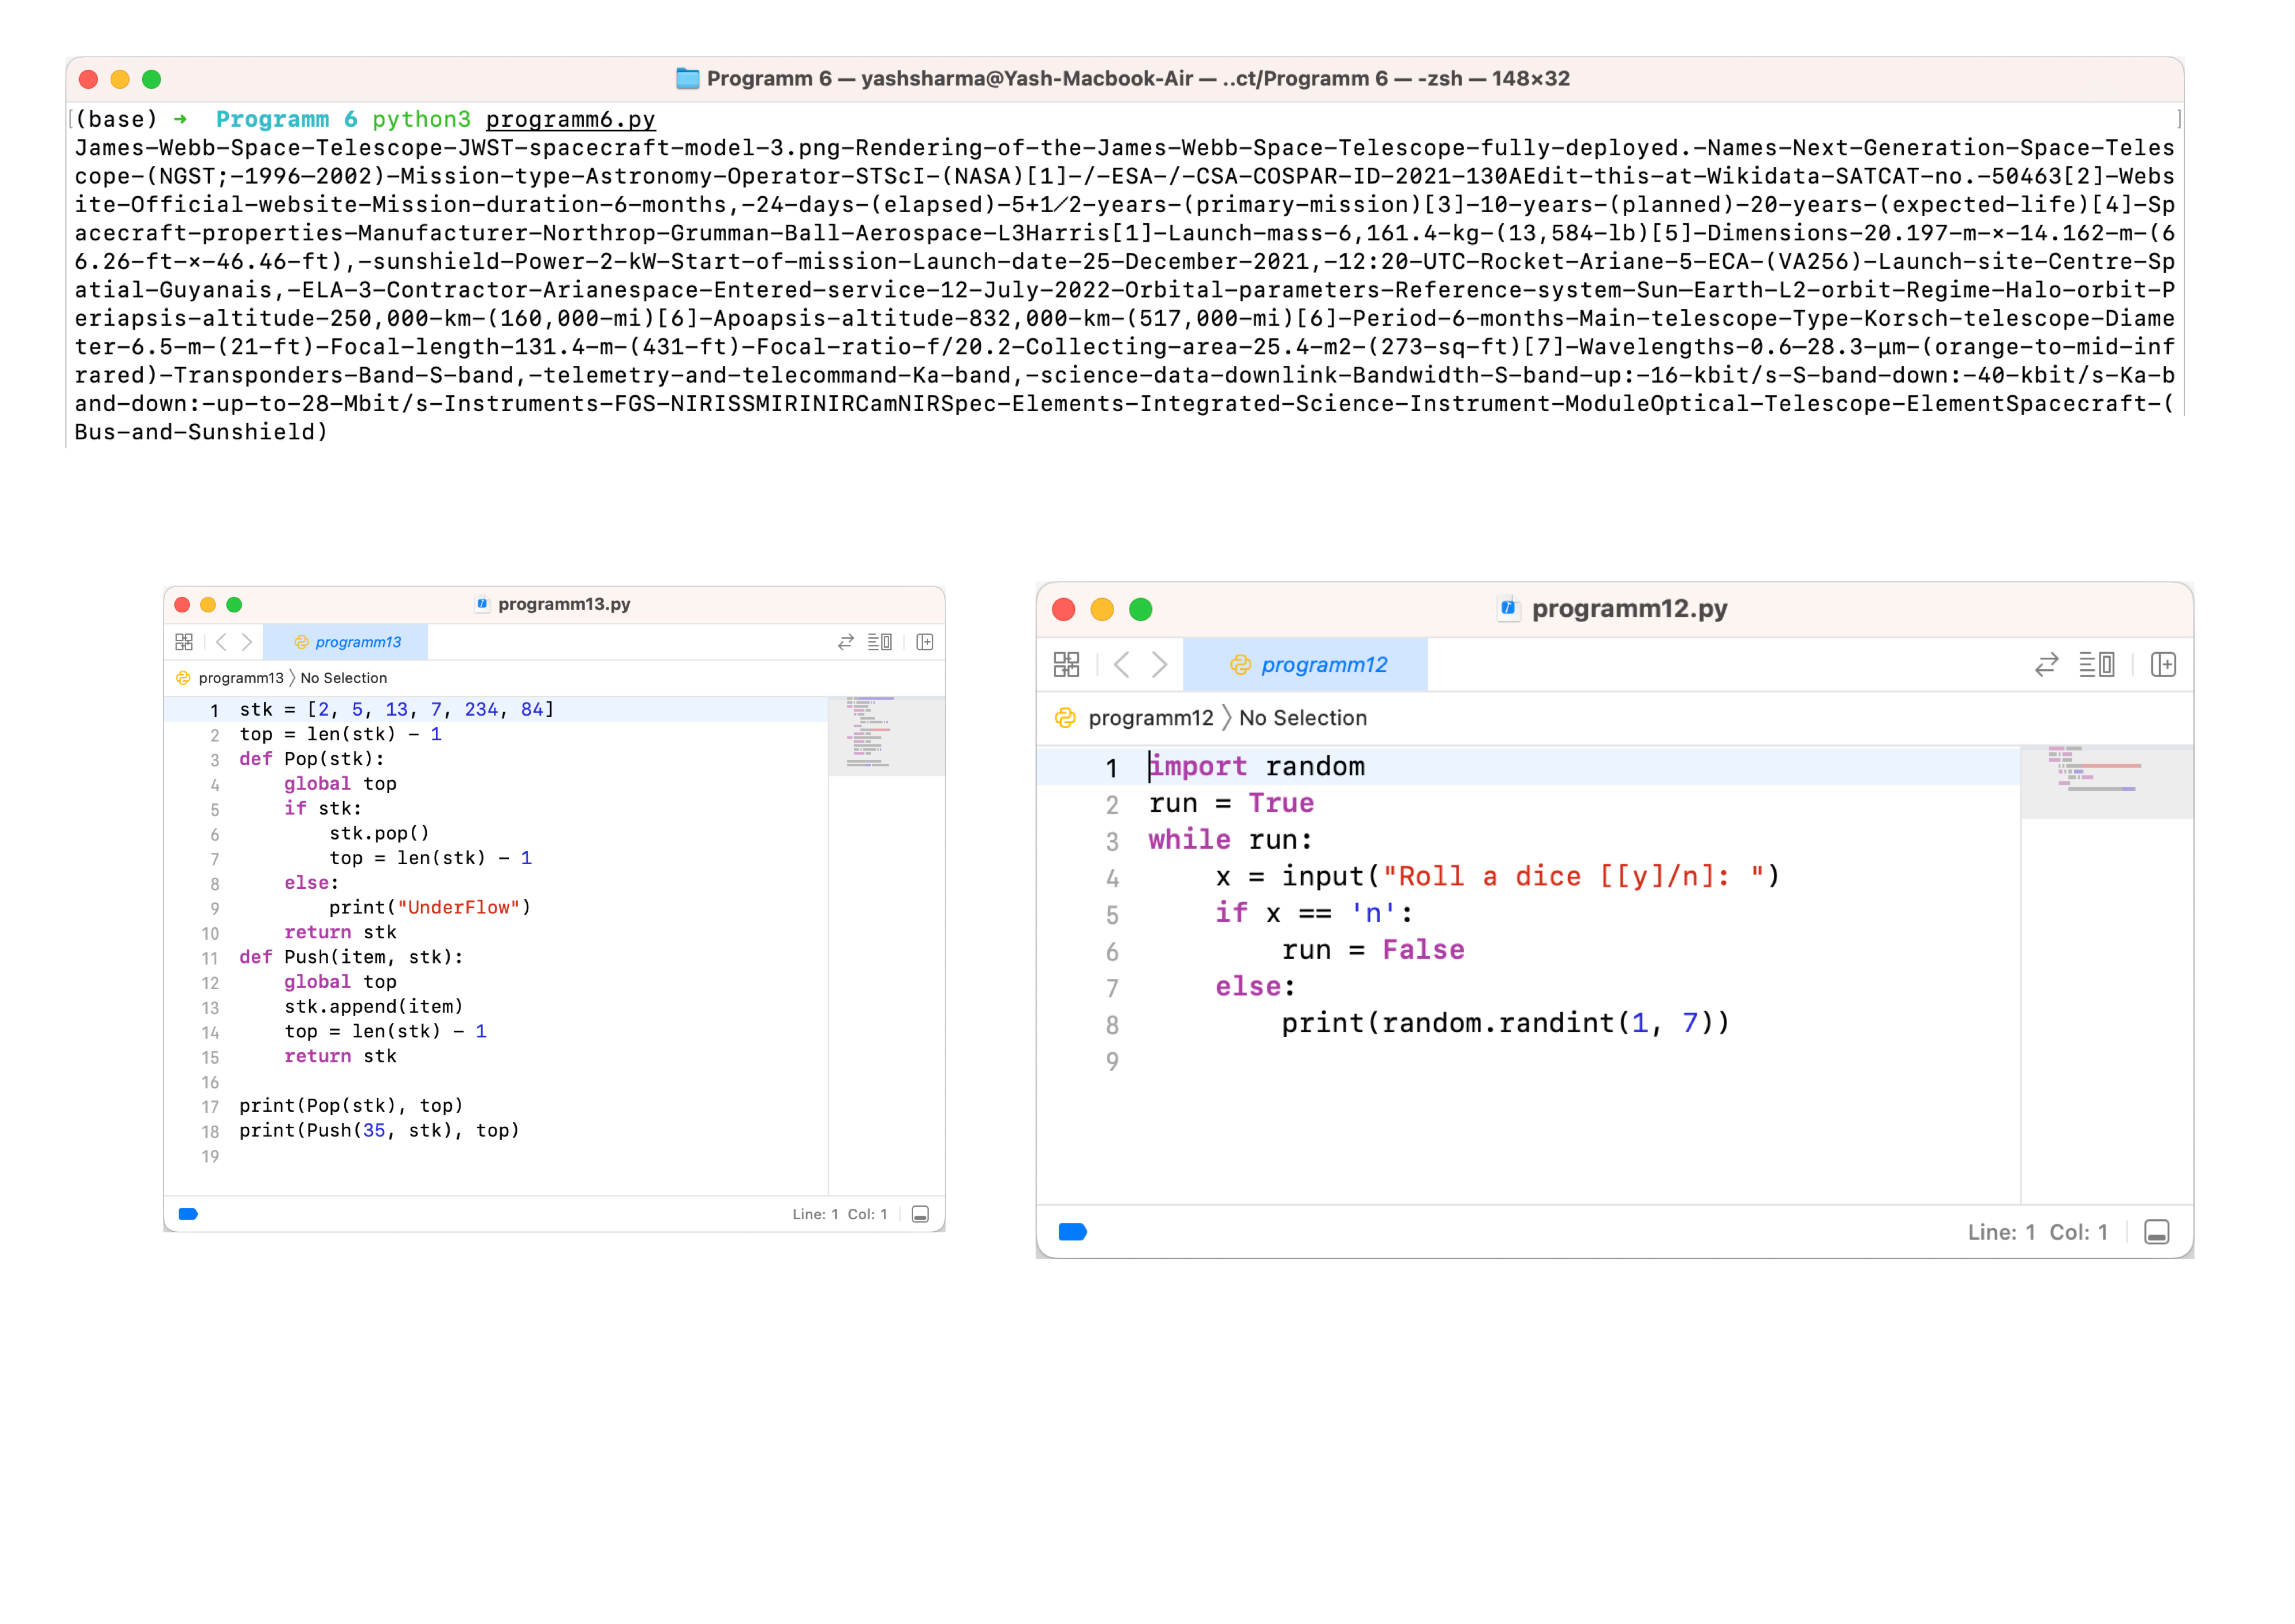 Programm 6 — yashsharma@Yash-Macbook-Air — ..ct/Programm 6 — -zsh — 148×32
[(base) ➜  Programm 6 python3 programm6.py ]
James-Webb-Space-Telescope-JWST-spacecraft-model-3.png-Rendering-of-the-James-Webb-Space-Telescope-fully-deployed.-Names-Next-Generation-Space-Teles
cope-(NGST;-1996–2002)-Mission-type-Astronomy-Operator-STScI-(NASA)[1]-/-ESA-/-CSA-COSPAR-ID-2021-130AEdit-this-at-Wikidata-SATCAT-no.-50463[2]-Webs
ite-Official-website-Mission-duration-6-months,-24-days-(elapsed)-5+1⁄2-years-(primary-mission)[3]-10-years-(planned)-20-years-(expected-life)[4]-Sp
acecraft-properties-Manufacturer-Northrop-Grumman-Ball-Aerospace-L3Harris[1]-Launch-mass-6,161.4-kg-(13,584-lb)[5]-Dimensions-20.197-m-×-14.162-m-(6
6.26-ft-×-46.46-ft),-sunshield-Power-2-kW-Start-of-mission-Launch-date-25-December-2021,-12:20-UTC-Rocket-Ariane-5-ECA-(VA256)-Launch-site-Centre-Sp
atial-Guyanais,-ELA-3-Contractor-Arianespace-Entered-service-12-July-2022-Orbital-parameters-Reference-system-Sun–Earth-L2-orbit-Regime-Halo-orbit-P
eriapsis-altitude-250,000-km-(160,000-mi)[6]-Apoapsis-altitude-832,000-km-(517,000-mi)[6]-Period-6-months-Main-telescope-Type-Korsch-telescope-Diame
ter-6.5-m-(21-ft)-Focal-length-131.4-m-(431-ft)-Focal-ratio-f/20.2-Collecting-area-25.4-m2-(273-sq-ft)[7]-Wavelengths-0.6–28.3-μm-(orange-to-mid-inf
rared)-Transponders-Band-S-band,-telemetry-and-telecommand-Ka-band,-science-data-downlink-Bandwidth-S-band-up:-16-kbit/s-S-band-down:-40-kbit/s-Ka-b
and-down:-up-to-28-Mbit/s-Instruments-FGS-NIRISSMIRINIRCamNIRSpec-Elements-Integrated-Science-Instrument-ModuleOptical-Telescope-ElementSpacecraft-(
Bus-and-Sunshield)
programm13.py
programm13
programm13 〉No Selection
1 stk = [2, 5, 13, 7, 234, 84]
2 top = len(stk) - 1
3 def Pop(stk):
4     global top
5     if stk:
6         stk.pop()
7         top = len(stk) - 1
8     else:
9         print("UnderFlow")
10     return stk
11 def Push(item, stk):
12     global top
13     stk.append(item)
14     top = len(stk) - 1
15     return stk
16
17 print(Pop(stk), top)
18 print(Push(35, stk), top)
19
Line: 1 Col: 1
programm12.py
programm12
programm12 〉No Selection
1 import random
2 run = True
3 while run:
4     x = input("Roll a dice [[y]/n]: ")
5     if x == 'n':
6         run = False
7     else:
8         print(random.randint(1, 7))
9
Line: 1 Col: 1